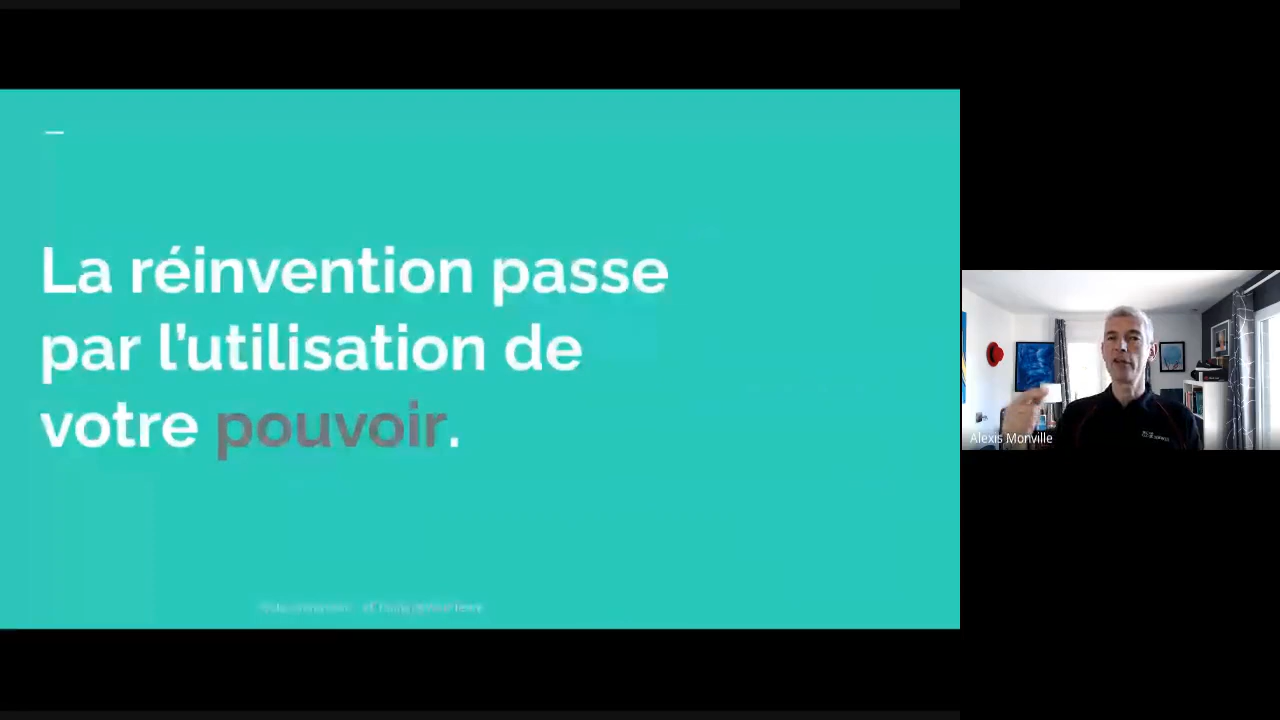 La réinvention passe
par l’utilisation de
votre pouvoir.
Alexis Monville